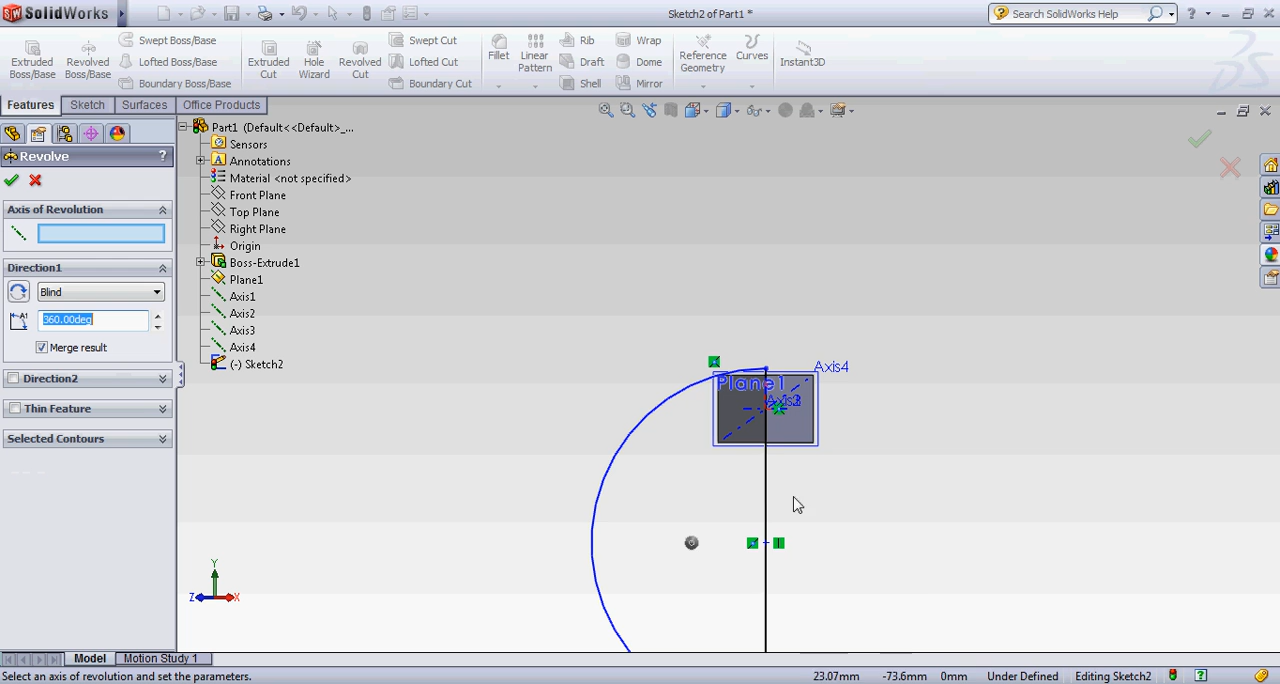 SolidWorks
Sketch2 of Part1 *
Search SolidWorks Help
Extruded Boss/Base
Revolved Boss/Base
Swept Boss/Base
Lofted Boss/Base
Boundary Boss/Base
Extruded Cut
Hole Wizard
Revolved Cut
Swept Cut
Lofted Cut
Boundary Cut
Fillet
Linear Pattern
Rib
Draft
Shell
Wrap
Dome
Mirror
Reference Geometry
Curves
Instant3D
Features
Sketch
Surfaces
Office Products
Revolve
?
Axis of Revolution
Direction1
Blind
360.00deg
Merge result
Direction2
Thin Feature
Selected Contours
Part1 (Default<<Default>_...
Sensors
Annotations
Material <not specified>
Front Plane
Top Plane
Right Plane
Origin
Boss-Extrude1
Plane1
Axis1
Axis2
Axis3
Axis4
(-) Sketch2
Axis4
Plane1
Y
Z
X
Model
Motion Study 1
Select an axis of revolution and set the parameters.
23.07mm
-73.6mm
0mm
Under Defined
Editing Sketch2